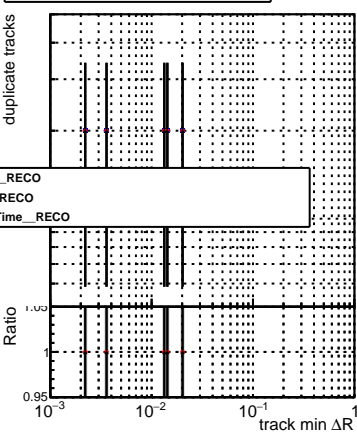 duplicate tracks
_RECO
RECO
Time__RECO
Ratio
1.05
1
0.95
10⁻³
10⁻²
10⁻¹
1
track min ΔR